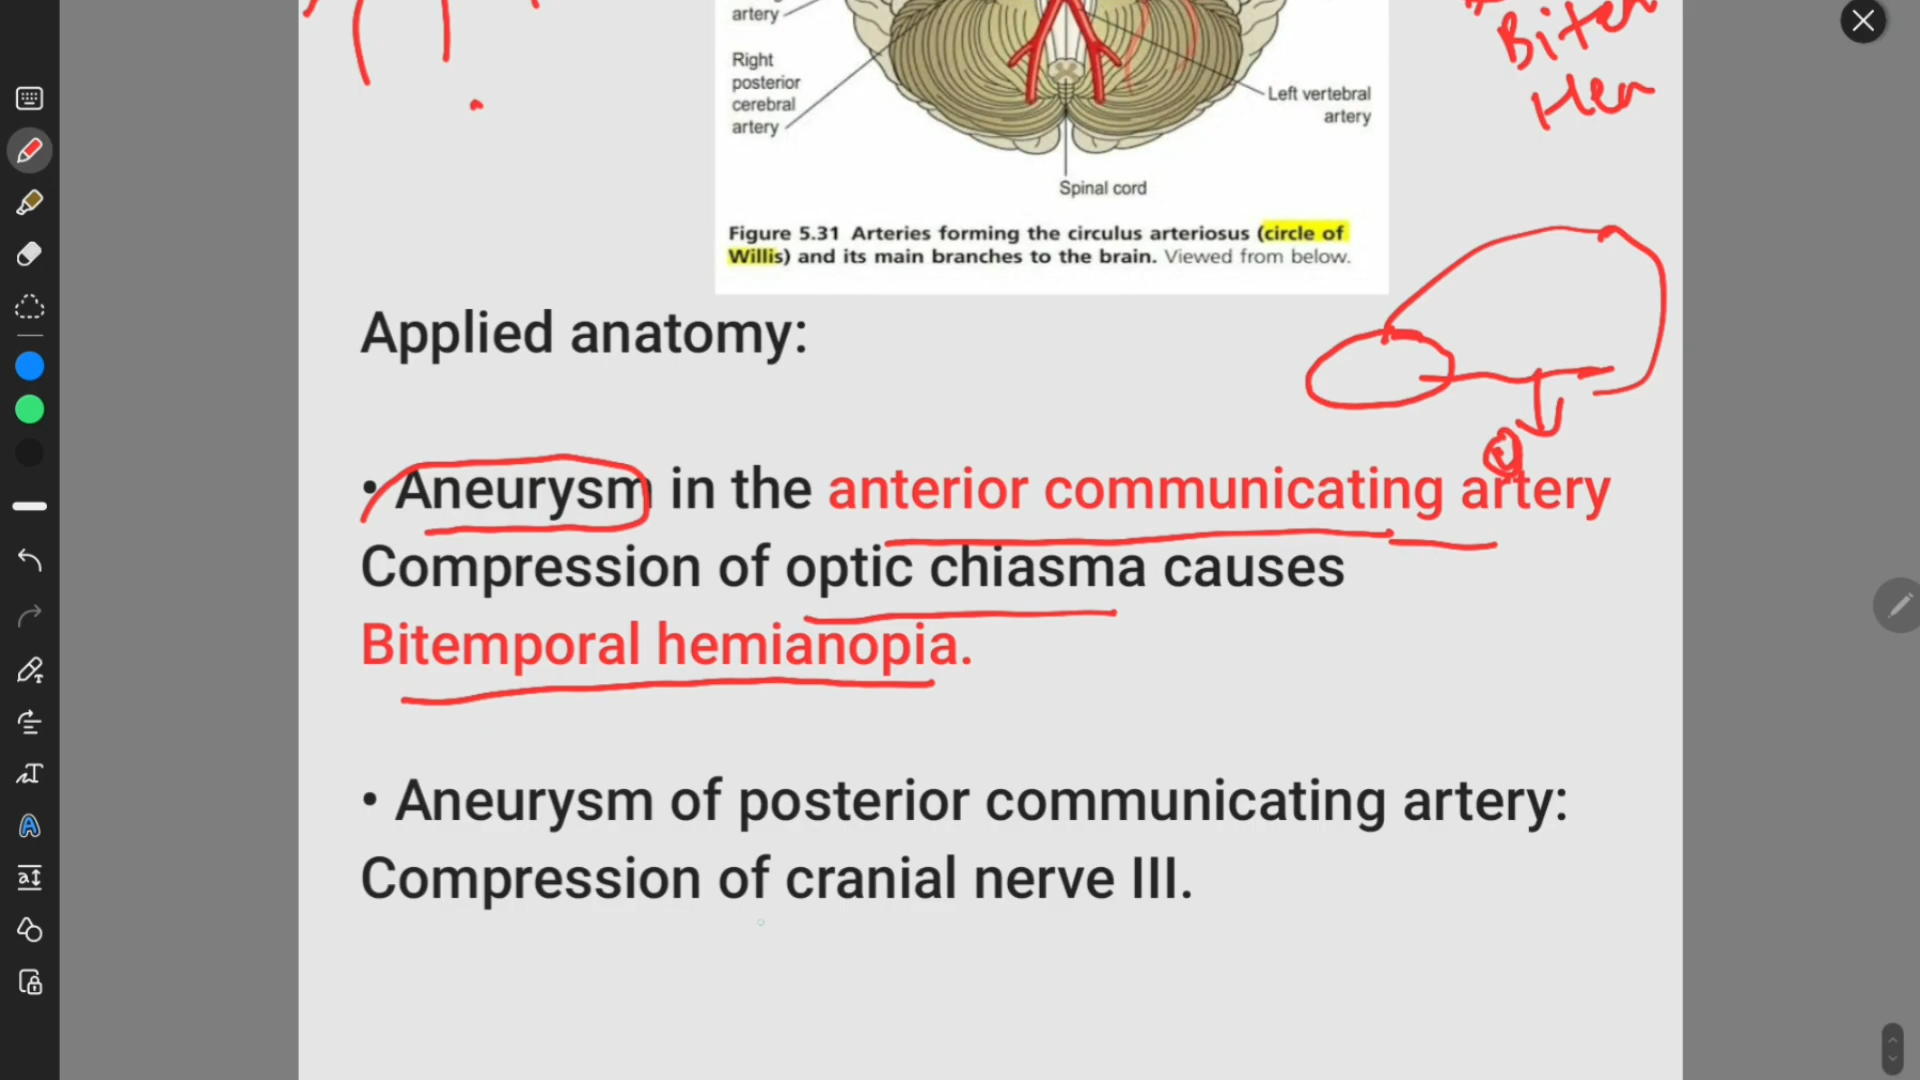 artery
Right
posterior
cerebral
artery
Left vertebral
artery
Spinal cord
Figure 5.31 Arteries forming the circulus arteriosus (circle of
Willis) and its main branches to the brain. Viewed from below.
Bitem
Hem
Applied anatomy:
• Aneurysm in the anterior communicating artery
Compression of optic chiasma causes
Bitemporal hemianopia.
• Aneurysm of posterior communicating artery:
Compression of cranial nerve III.